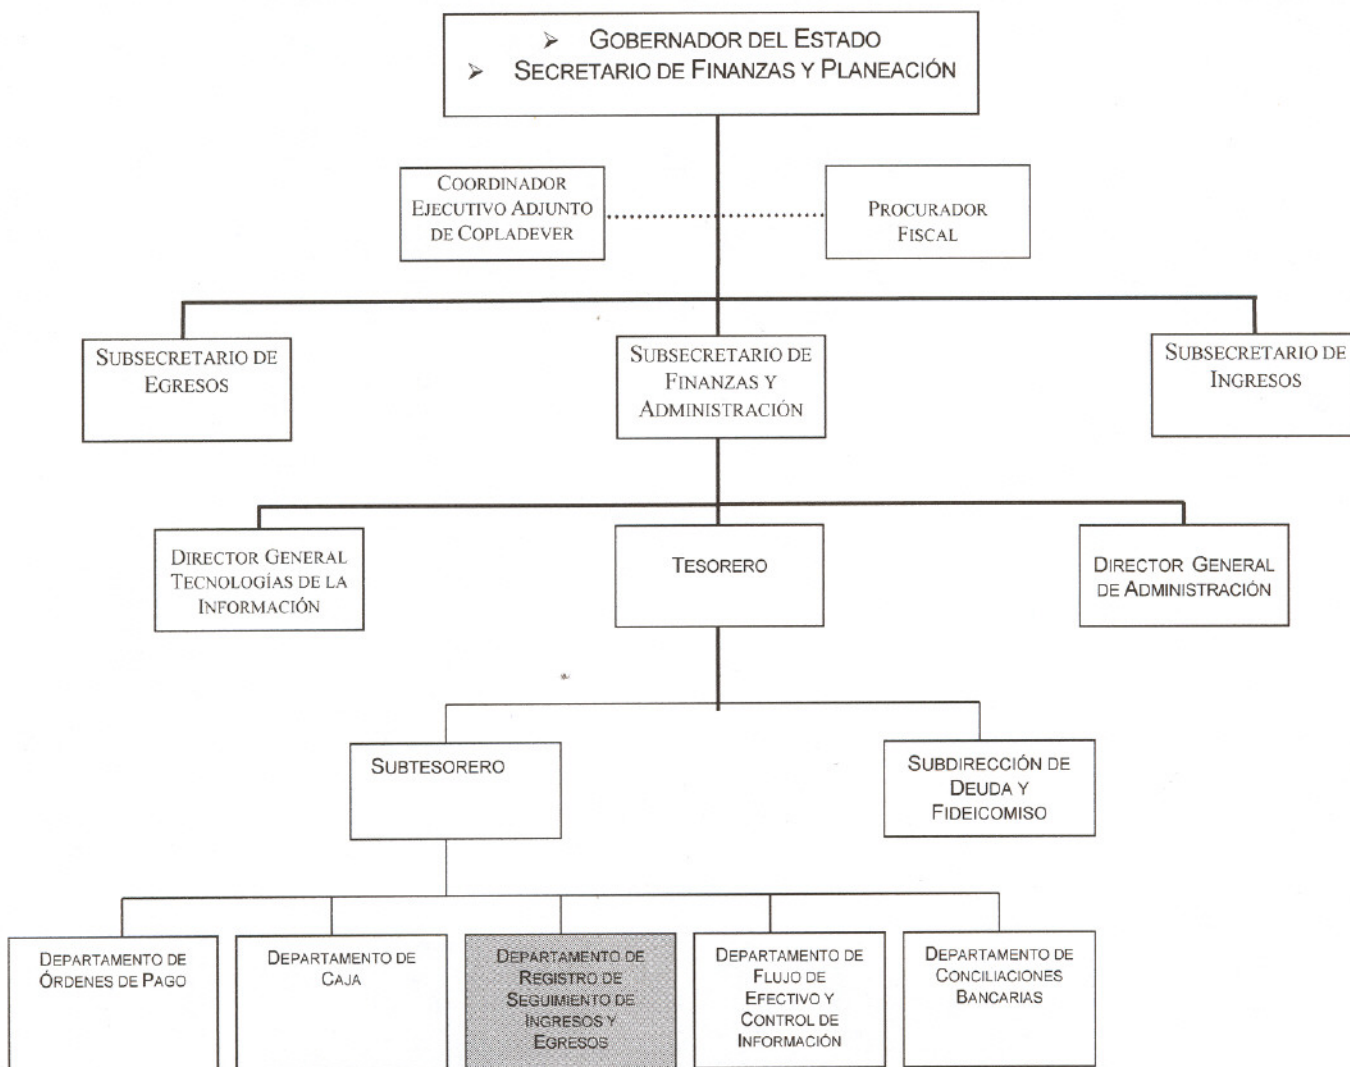 ➢ GOBERNADOR DEL ESTADO
➢ SECRETARIO DE FINANZAS Y PLANEACIÓN
COORDINADOR
EJECUTIVO ADJUNTO
DE COPLADEVER
PROCURADOR
FISCAL
SUBSECRETARIO DE
EGRESOS
SUBSECRETARIO DE
FINANZAS Y
ADMINISTRACIÓN
SUBSECRETARIO DE
INGRESOS
DIRECTOR GENERAL
TECNOLOGÍAS DE LA
INFORMACIÓN
TESORERO
DIRECTOR GENERAL
DE ADMINISTRACIÓN
SUBTESORERO
SUBDIRECCIÓN DE
DEUDA Y
FIDEICOMISO
DEPARTAMENTO DE
ÓRDENES DE PAGO
DEPARTAMENTO DE
CAJA
DEPARTAMENTO DE
REGISTRO DE
SEGUIMIENTO DE
INGRESOS Y
EGRESOS
DEPARTAMENTO DE
FLUJO DE
EFECTIVO Y
CONTROL DE
INFORMACIÓN
DEPARTAMENTO DE
CONCILIACIONES
BANCARIAS